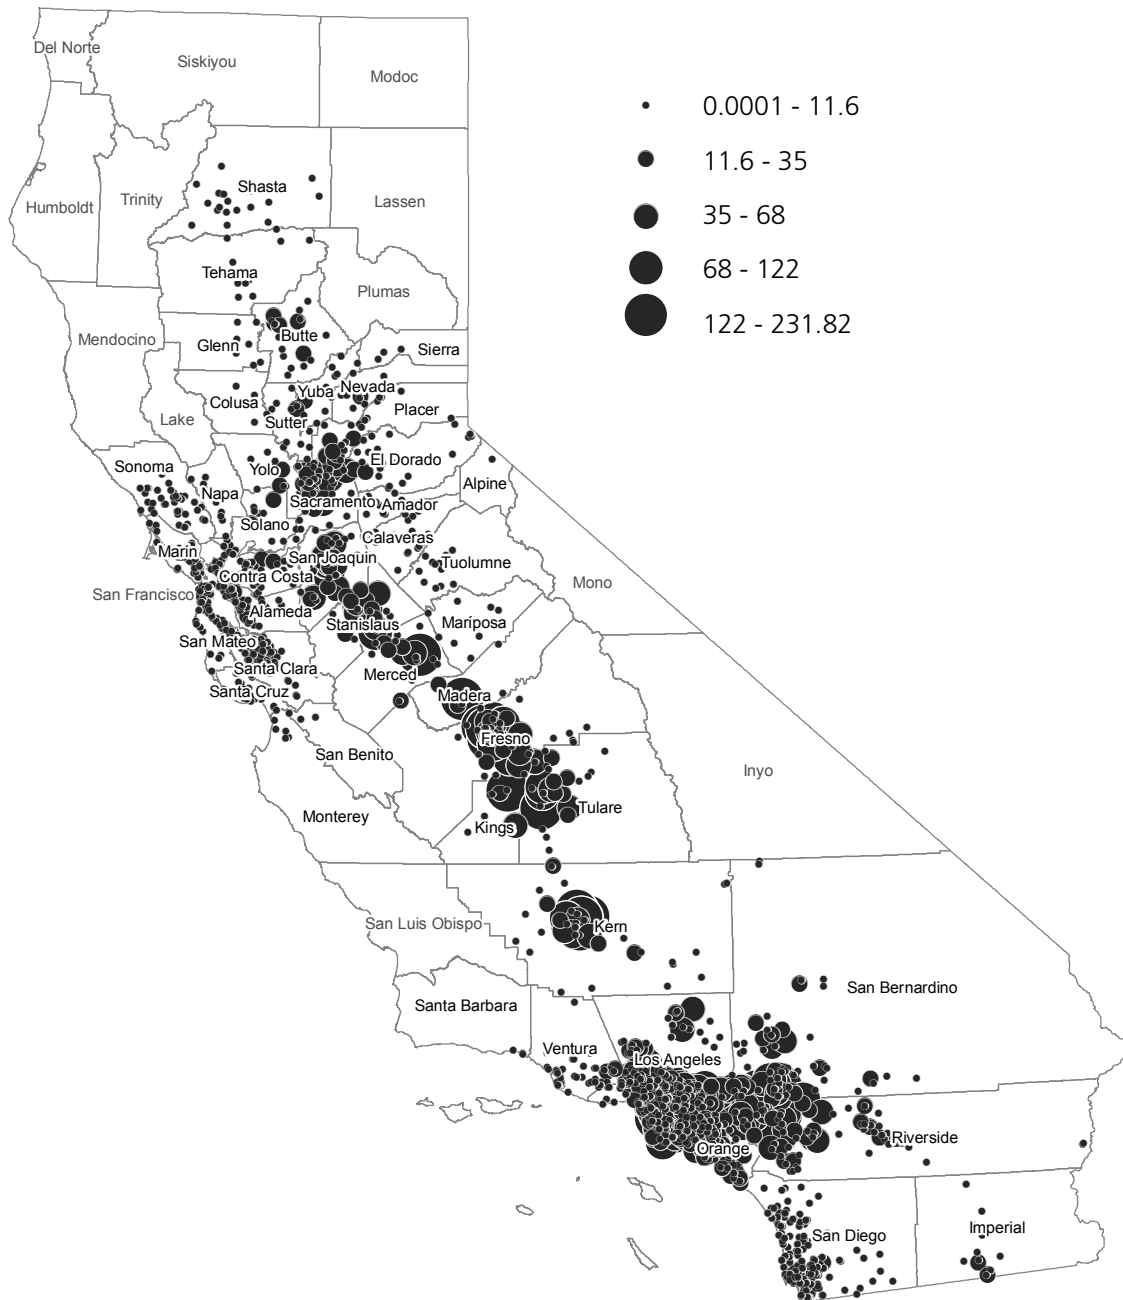 Del Norte
Siskiyou
Modoc
0.0001 - 11.6
11.6 - 35
35 - 68
68 - 122
122 - 231.82
Shasta
Trinity
Humboldt
Lassen
Tehama
Plumas
Mendocino
Glenn
Butte
Sierra
Colusa
Yuba
Nevada
Lake
Sutter
Placer
Sonoma
Yolo
El Dorado
Napa
Alpine
Sacramento
Amador
Solano
Calaveras
Marin
San Joaquin
Tuolumne
Contra Costa
Mono
San Francisco
Alameda
Stanislaus
Mariposa
San Mateo
Santa Clara
Merced
Santa Cruz
Madera
Fresno
San Benito
Inyo
Monterey
Tulare
Kings
San Luis Obispo
Kern
San Bernardino
Santa Barbara
Ventura
Los Angeles
Riverside
Orange
San Diego
Imperial